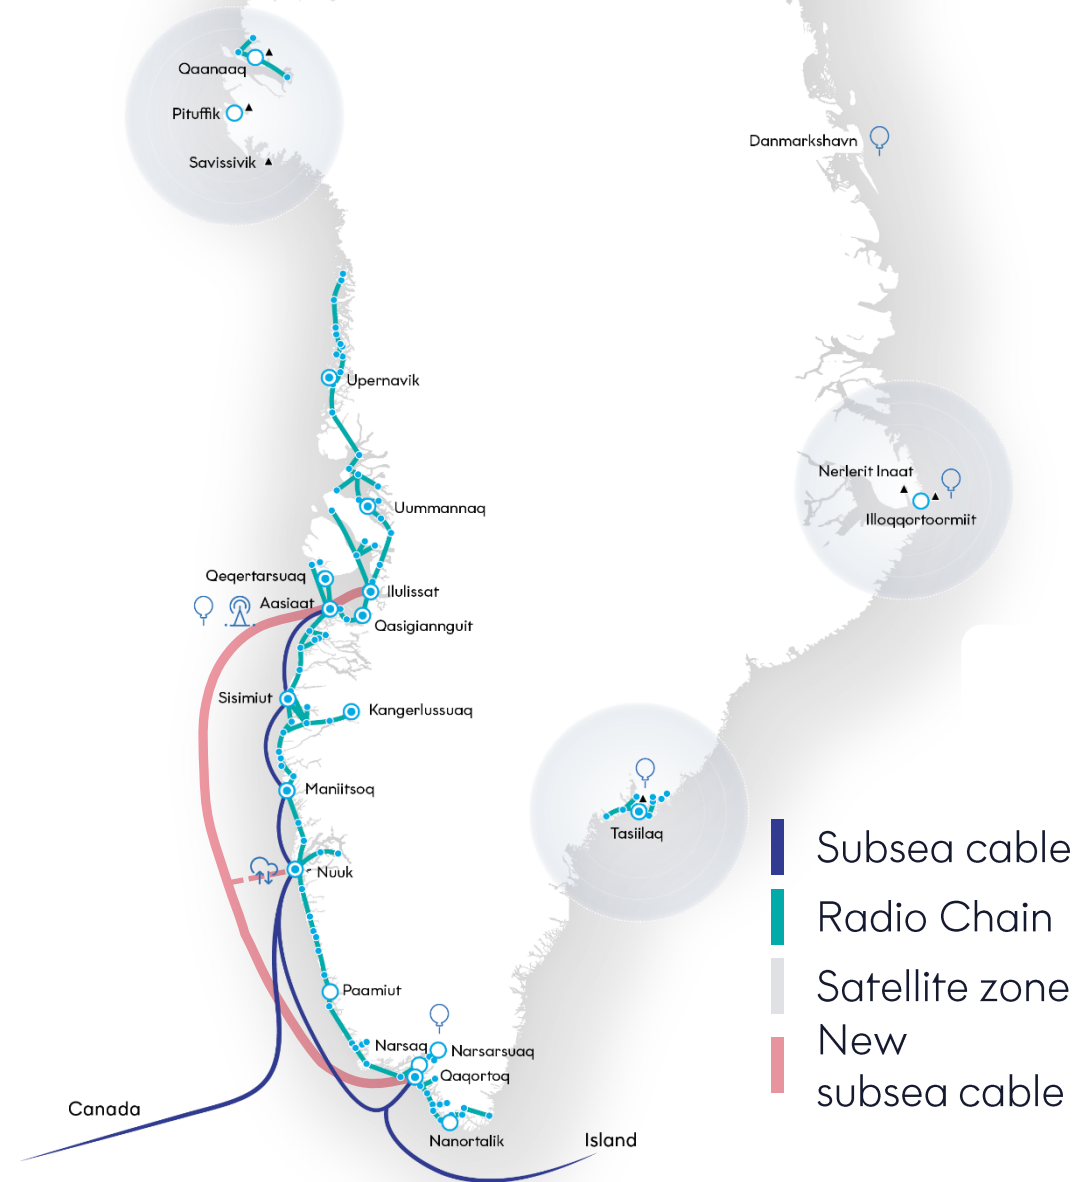 Qaanaaq
Pituffik
Savissivik
Danmarkshavn
Upernavik
Nerlerit Inaat
Illoqqortoormiit
Uummannaq
Qeqertarsuaq
Ilulissat
Aasiaat
Qasigiannguit
Sisimiut
Kangerlussuaq
Maniitsoq
Tasiilaq
Nuuk
Paamiut
Narsaq
Narsarsuaq
Qaqortoq
Nanortalik
Canada
Island
Subsea cable
Radio Chain
Satellite zone
New
subsea cable